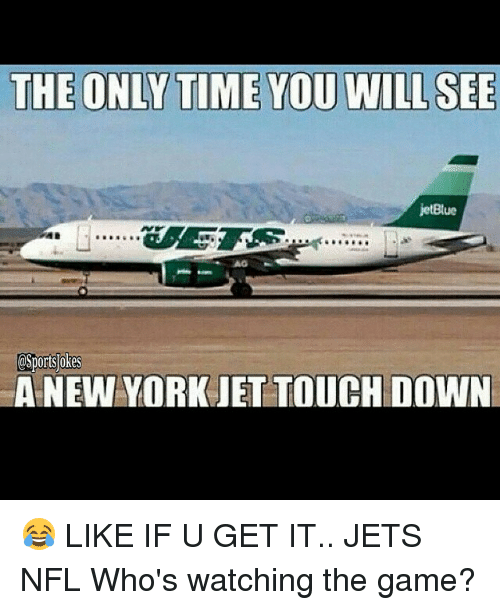 THE ONLY TIME YOU WILL SEE
jetBlue
NY
JETS
@Sportsjokes
A NEW YORK JET TOUCH DOWN
😂 LIKE IF U GET IT.. JETS
NFL Who's watching the game?